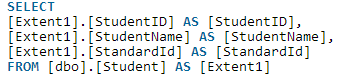 SELECT
[Extent1].[StudentID] AS [StudentID],
[Extent1].[StudentName] AS [StudentName],
[Extent1].[StandardId] AS [StandardId]
FROM [dbo].[Student] AS [Extent1]